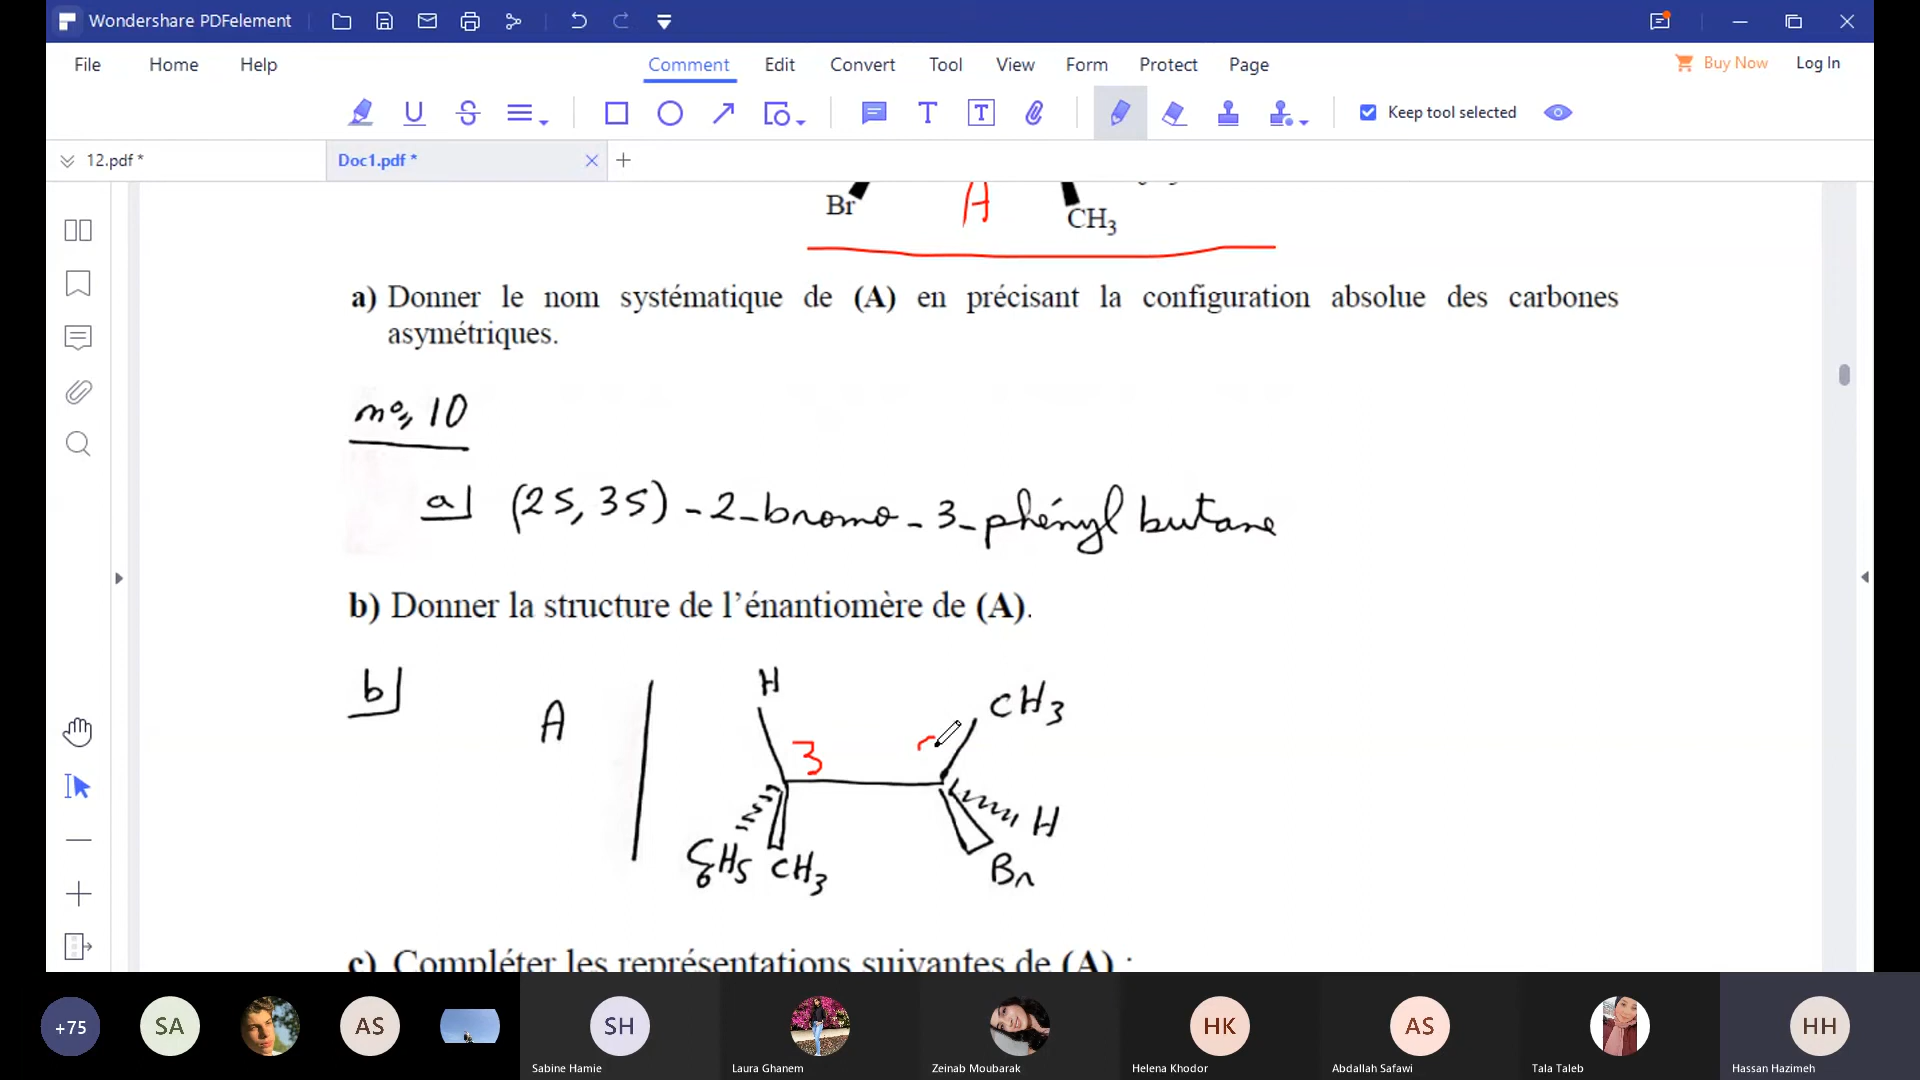 Wondershare PDFelement
File Home Help Comment Edit Convert Tool View Form Protect Page Buy Now Log In
T T Keep tool selected
12.pdf * Doc1.pdf *
Br A CH3
a) Donner le nom systématique de (A) en précisant la configuration absolue des carbones
asymétriques.
n°, 10
a] (2S, 3S) - 2 - bromo - 3 - phényl butane
b) Donner la structure de l'énantiomère de (A).
b] A H CH3
3
H
C6H5 CH3 Br
c) Compléter les représentations suivantes de (A) :
+75 SA AS SH HK AS HH
Sabine Hamie Laura Ghanem Zeinab Moubarak Helena Khodor Abdallah Safawi Tala Taleb Hassan Hazimeh